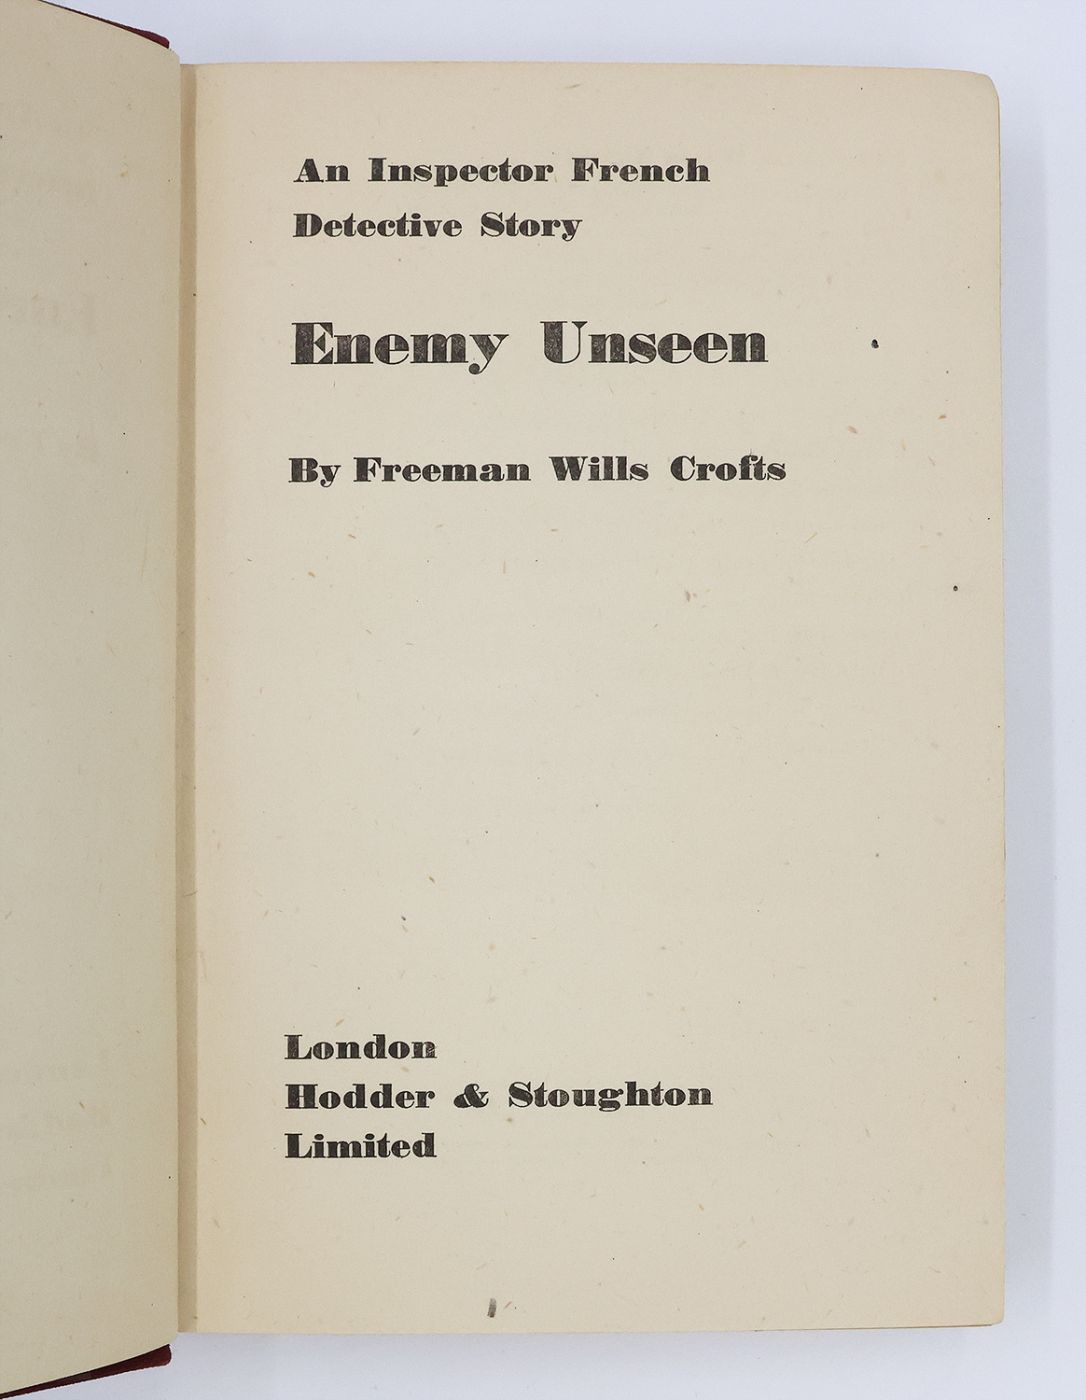 An Inspector French
Detective Story
Enemy Unseen
By Freeman Wills Crofts
London
Hodder & Stoughton
Limited